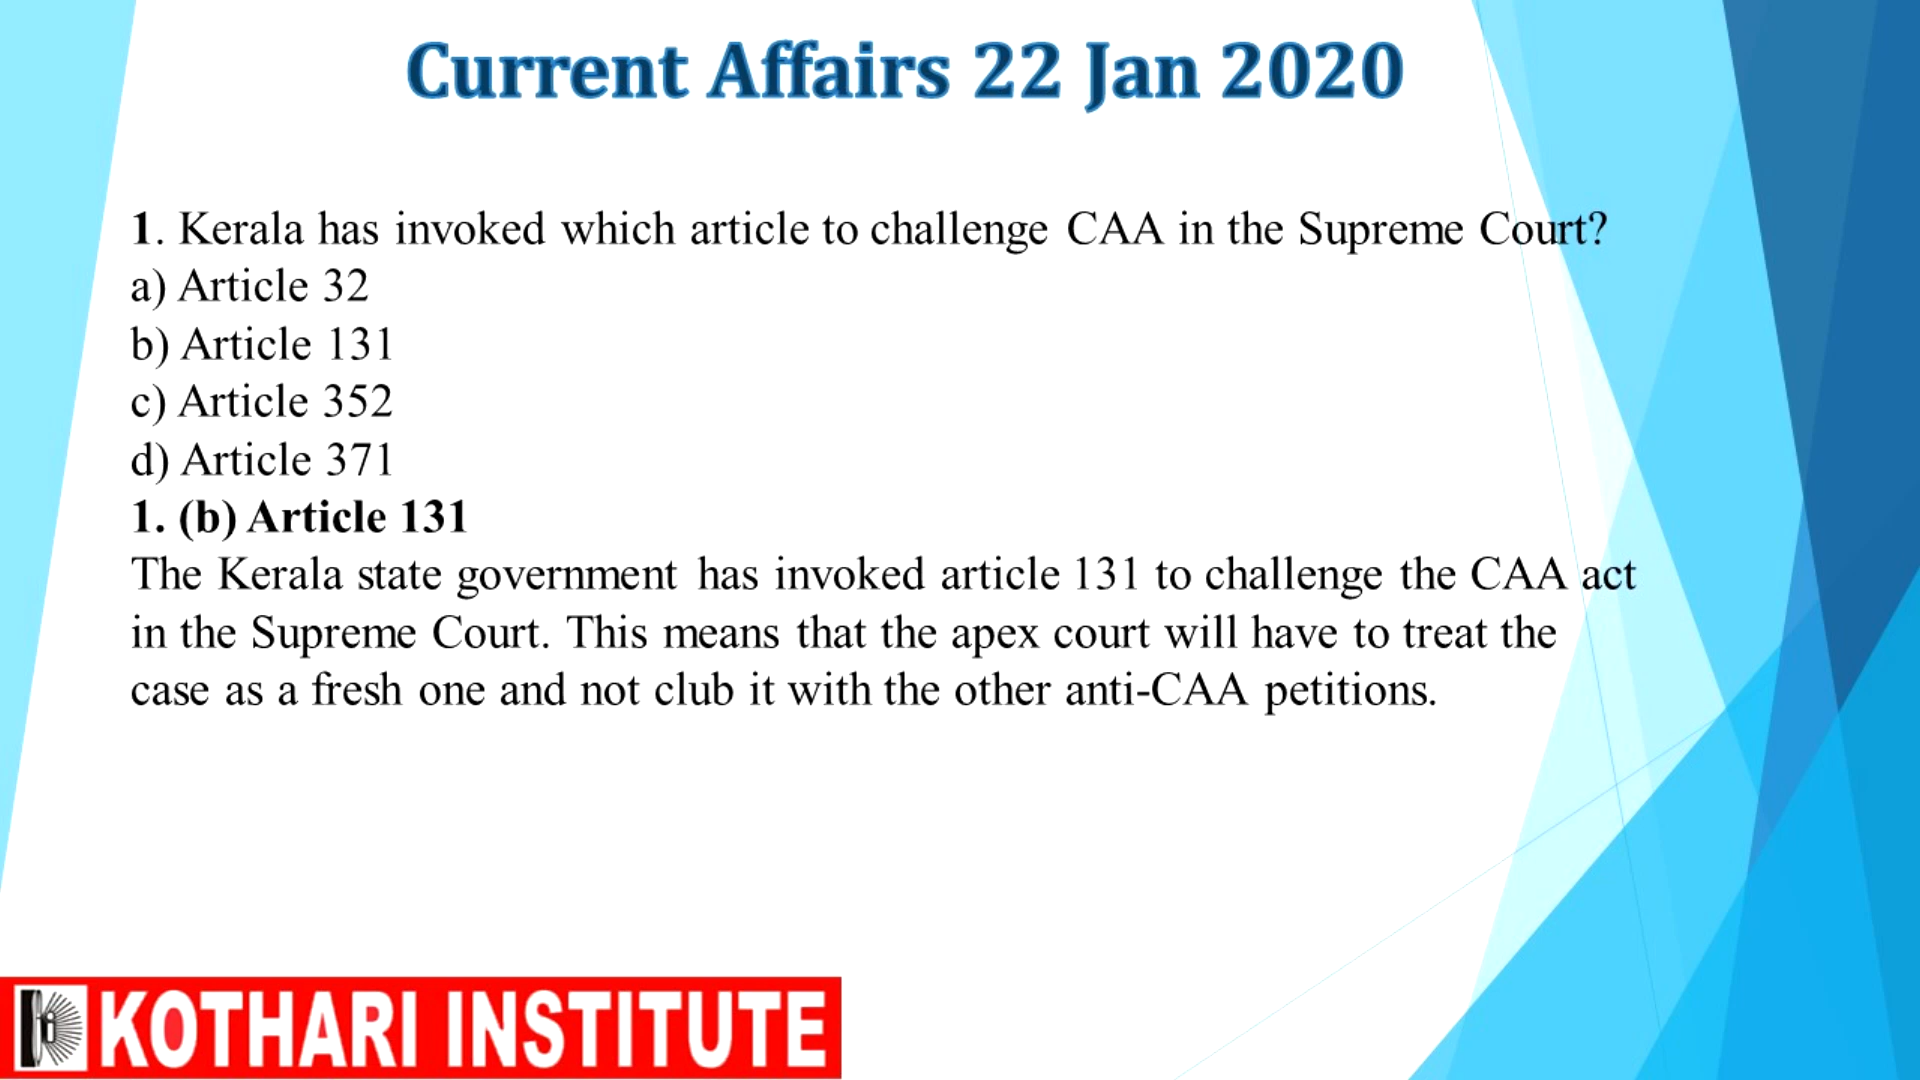 Current Affairs 22 Jan 2020
1. Kerala has invoked which article to challenge CAA in the Supreme Court?
a) Article 32
b) Article 131
c) Article 352
d) Article 371
1. (b) Article 131
The Kerala state government has invoked article 131 to challenge the CAA act
in the Supreme Court. This means that the apex court will have to treat the
case as a fresh one and not club it with the other anti-CAA petitions.
KOTHARI INSTITUTE